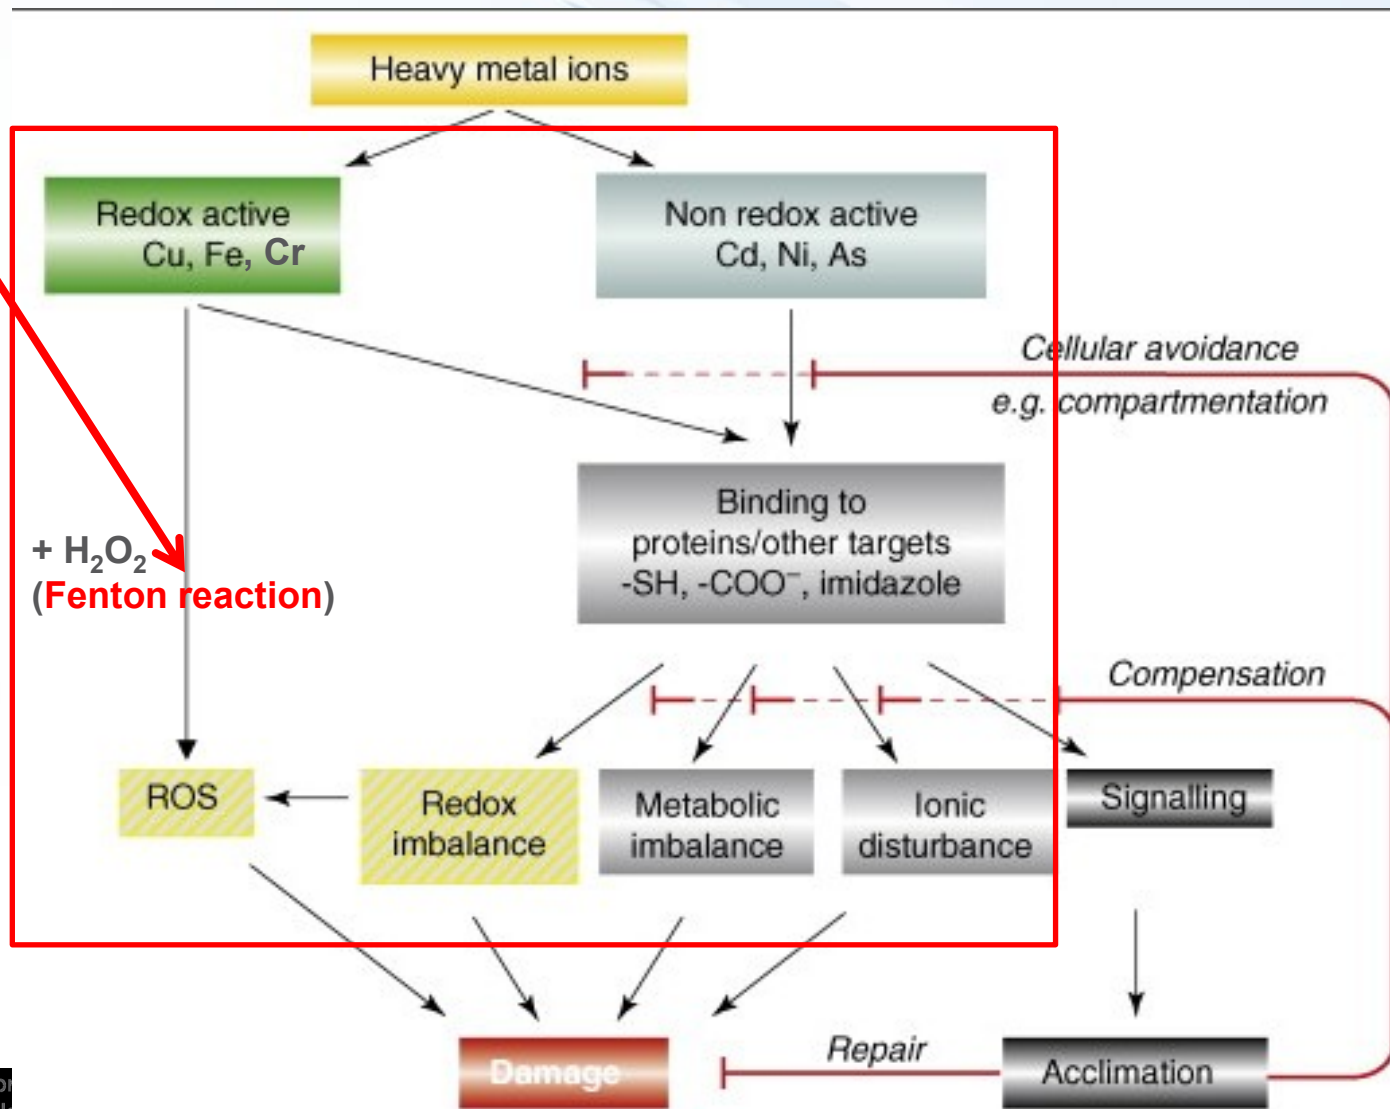 Heavy metal ions
Redox active
Cu, Fe, Cr
Non redox active
Cd, Ni, As
Cellular avoidance
e.g. compartmentation
Binding to
proteins/other targets
-SH, -COO⁻, imidazole
+ H₂O₂
(Fenton reaction)
Compensation
ROS
Redox
imbalance
Metabolic
imbalance
Ionic
disturbance
Signalling
Damage
Repair
Acclimation